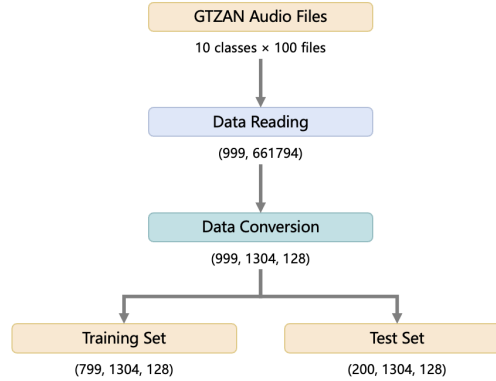 GTZAN Audio Files
10 classes × 100 files
Data Reading
(999, 661794)
Data Conversion
(999, 1304, 128)
Training Set
Test Set
(799, 1304, 128)
(200, 1304, 128)